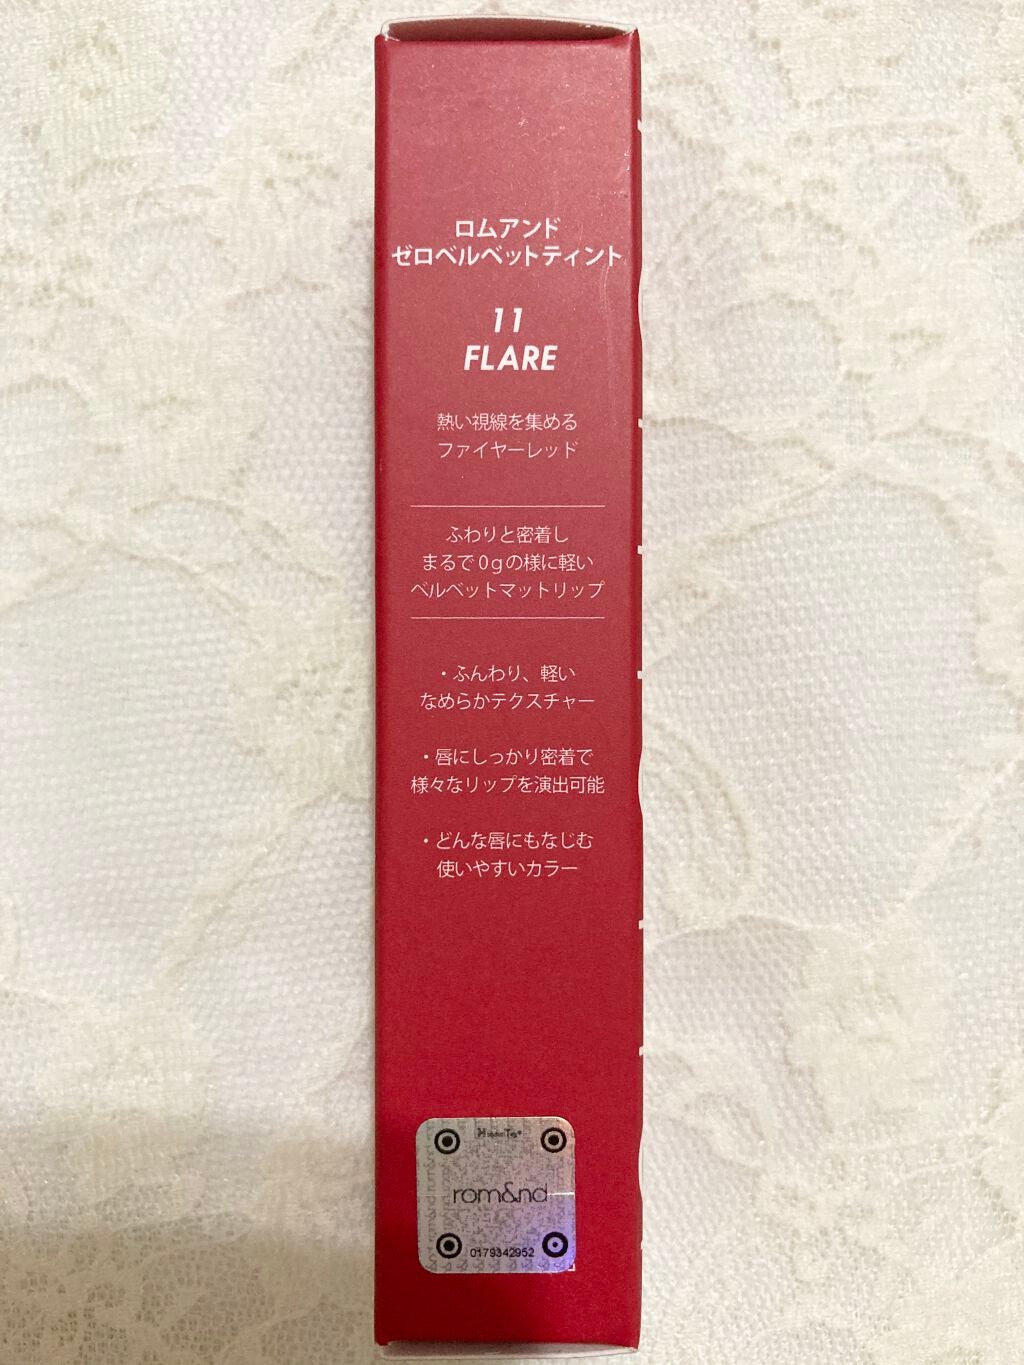 ロムアンド
ゼロベルベットティント
11
FLARE
熱い視線を集める
ファイヤーレッド
ふわりと密着し
まるで0gの様に軽い
ベルベットマットリップ
・ふんわり、軽い
なめらかテクスチャー
・唇にしっかり密着で
様々なリップを演出可能
・どんな唇にもなじむ
使いやすいカラー
rom&nd
0179342952